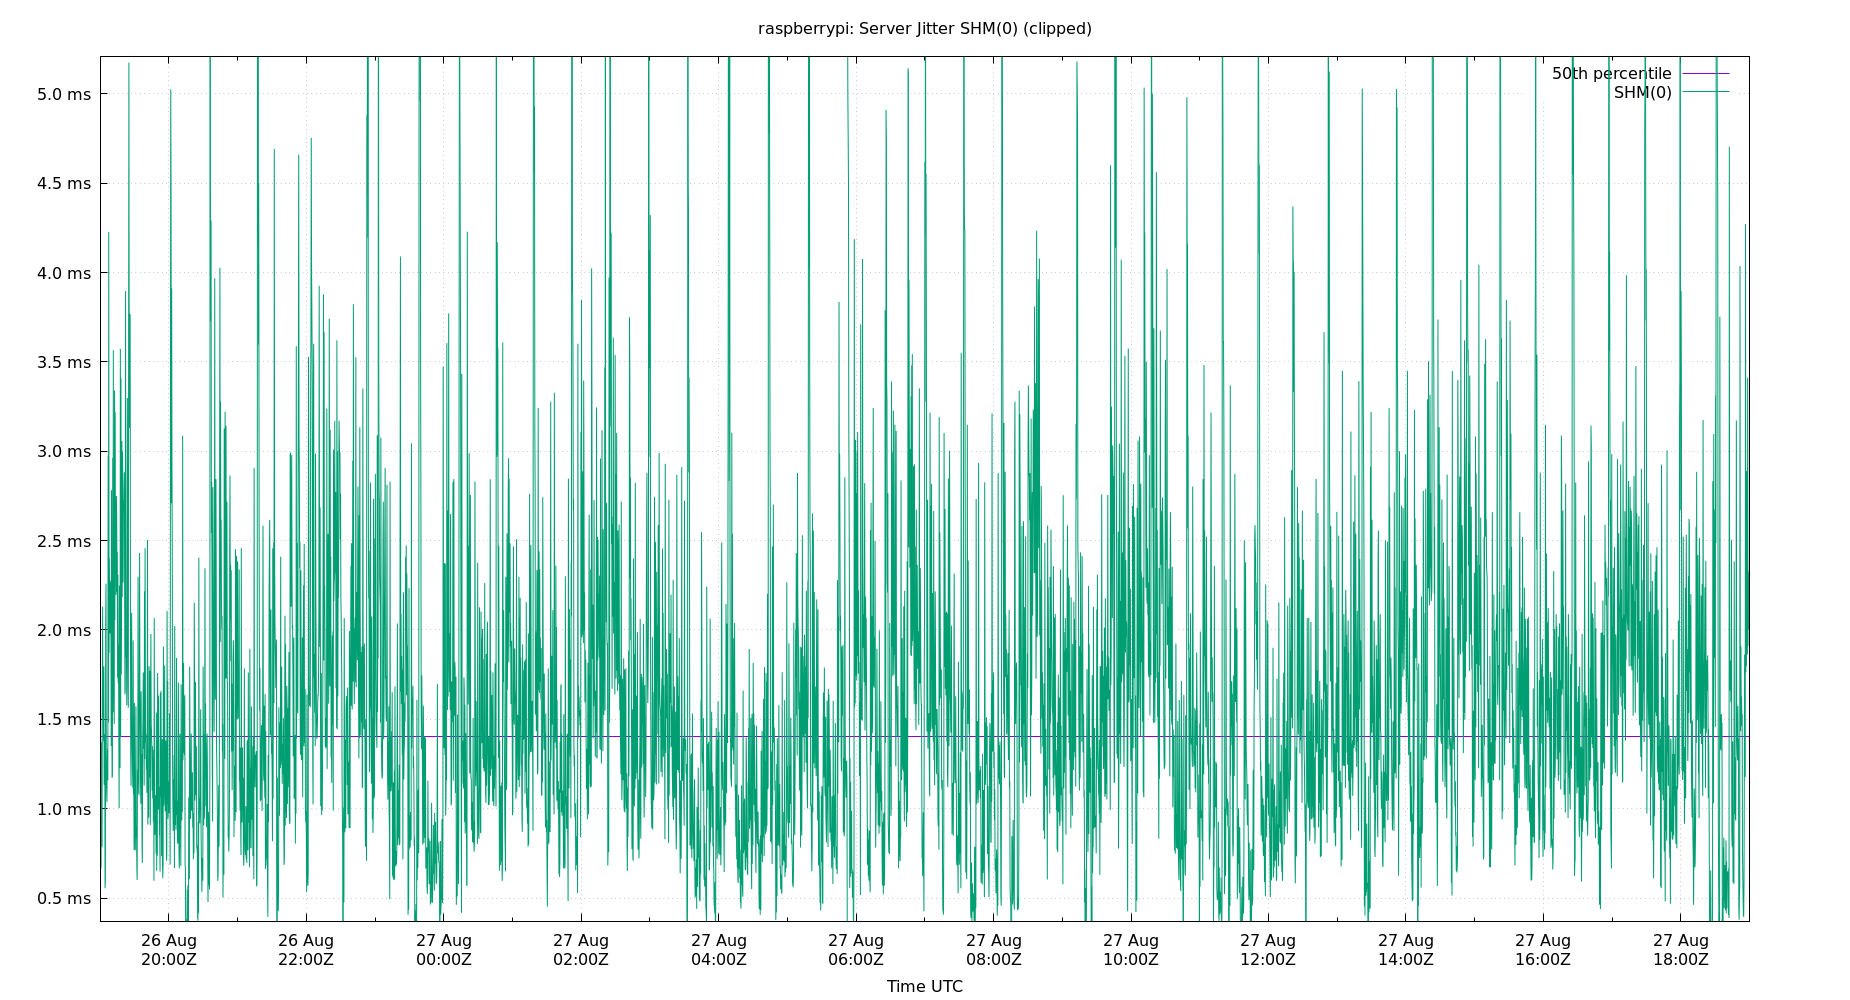 raspberrypi: Server Jitter SHM(0) (clipped)
50th percentile
SHM(0)
5.0 ms
4.5 ms
4.0 ms
3.5 ms
3.0 ms
2.5 ms
2.0 ms
1.5 ms
1.0 ms
0.5 ms
26 Aug 26 Aug 27 Aug 27 Aug 27 Aug 27 Aug 27 Aug 27 Aug 27 Aug 27 Aug 27 Aug 27 Aug
20:00Z 22:00Z 00:00Z 02:00Z 04:00Z 06:00Z 08:00Z 10:00Z 12:00Z 14:00Z 16:00Z 18:00Z
Time UTC